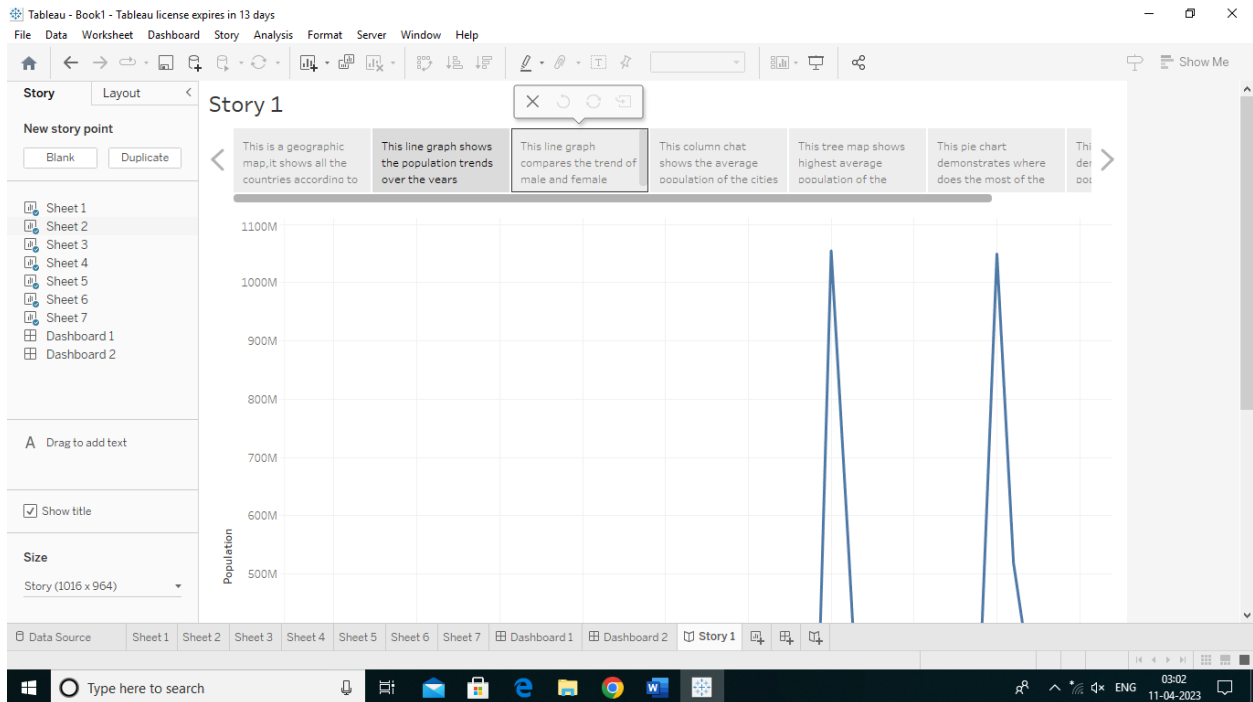 Tableau - Book1 - Tableau license expires in 13 days
File Data Worksheet Dashboard Story Analysis Format Server Window Help
Show Me
Story Layout
New story point
Blank Duplicate
Sheet 1
Sheet 2
Sheet 3
Sheet 4
Sheet 5
Sheet 6
Sheet 7
Dashboard 1
Dashboard 2
A Drag to add text
Show title
Size
Story (1016 x 964)
Story 1
This is a geographic
map,it shows all the
countries according to
This line graph shows
the population trends
over the years
This line graph
compares the trend of
male and female
This column chat
shows the average
population of the cities
This tree map shows
highest average
population of the
This pie chart
demonstrates where
does the most of the
Thi
der
poc
1100M
1000M
900M
800M
700M
600M
500M
Population
Data Source Sheet 1 Sheet 2 Sheet 3 Sheet 4 Sheet 5 Sheet 6 Sheet 7 Dashboard 1 Dashboard 2 Story 1
Type here to search
ENG
03:02
11-04-2023